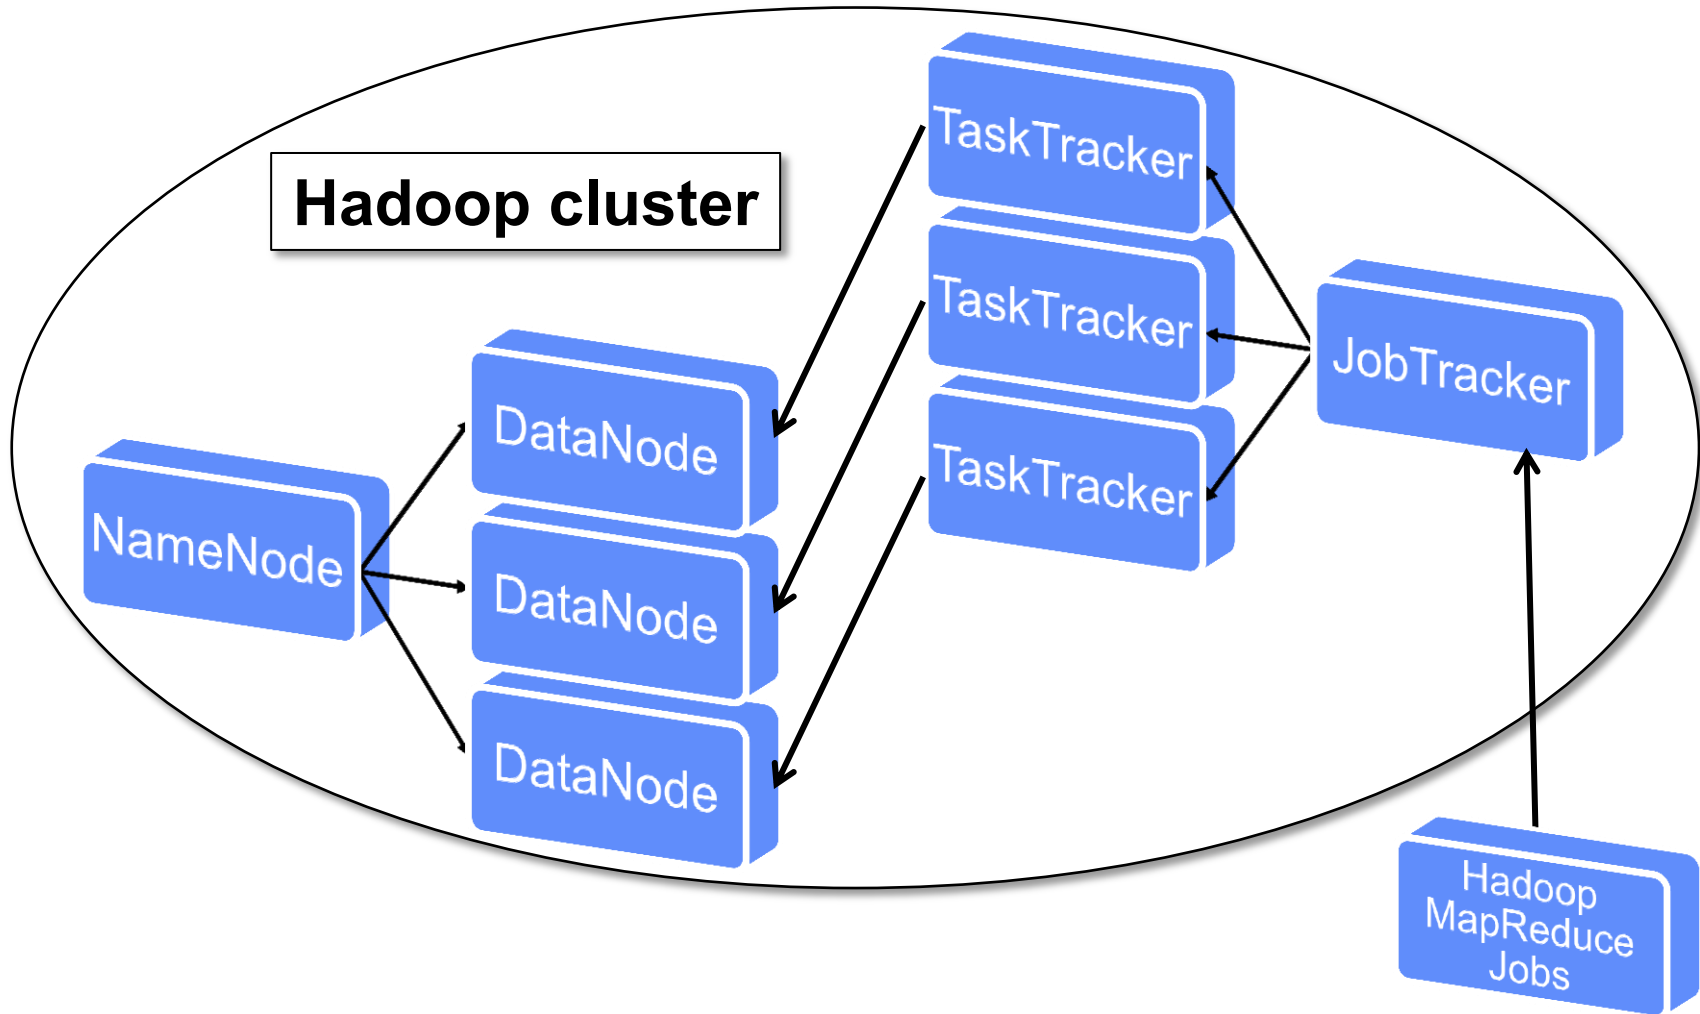 Hadoop cluster
TaskTracker
TaskTracker
TaskTracker
JobTracker
DataNode
DataNode
DataNode
NameNode
Hadoop
MapReduce
Jobs